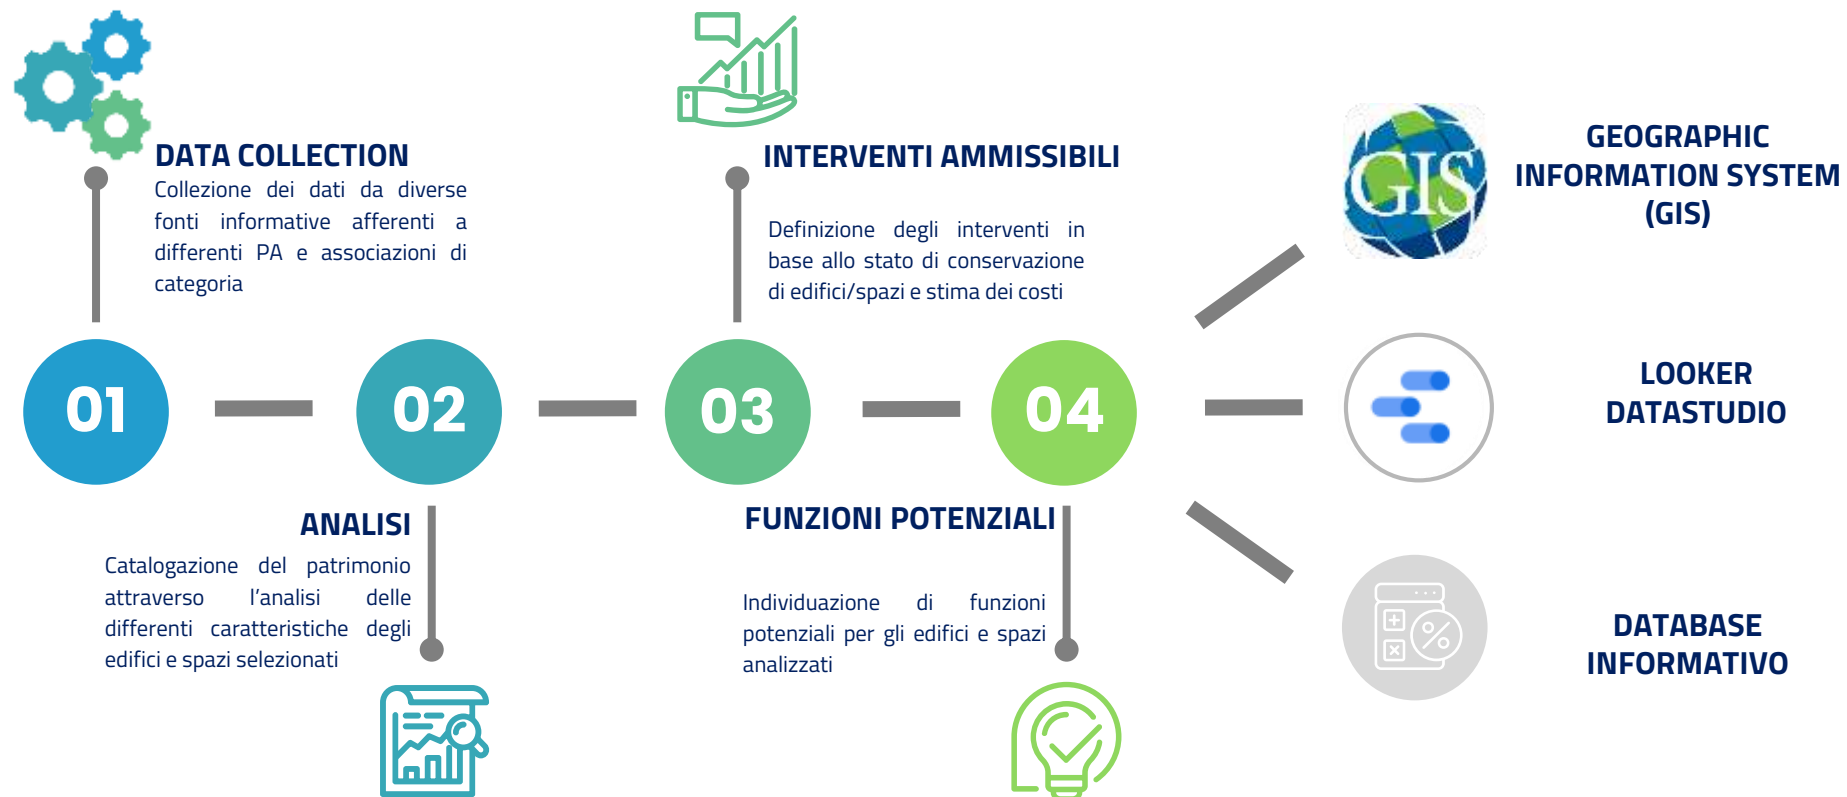 DATA COLLECTION
Collezione dei dati da diverse
fonti informative afferenti a
differenti PA e associazioni di
categoria
INTERVENTI AMMISSIBILI
Definizione degli interventi in
base allo stato di conservazione
di edifici/spazi e stima dei costi
01
02
03
04
ANALISI
Catalogazione del patrimonio
attraverso l'analisi delle
differenti caratteristiche degli
edifici e spazi selezionati
FUNZIONI POTENZIALI
Individuazione di funzioni
potenziali per gli edifici e spazi
analizzati
GIS
GEOGRAPHIC
INFORMATION SYSTEM
(GIS)
LOOKER
DATASTUDIO
DATABASE
INFORMATIVO